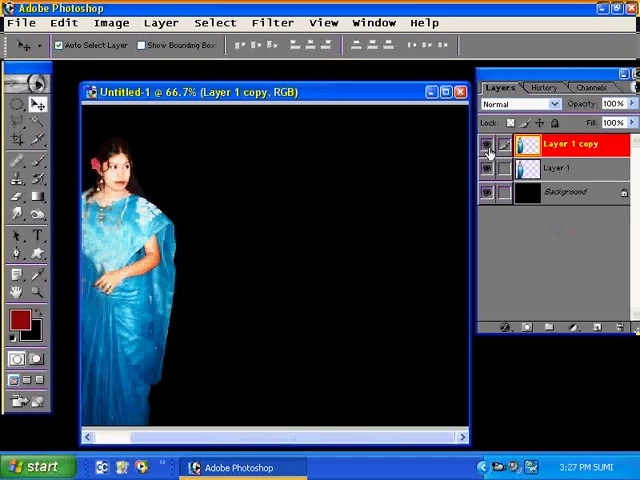 Adobe Photoshop
File Edit Image Layer Select Filter View Window Help
Auto Select Layer Show Bounding Box
Untitled-1 @ 66.7% (Layer 1 copy, RGB)
Layers History Channels
Normal Opacity: 100%
Lock: Fill: 100%
Layer 1 copy
Layer 1
Background
start Adobe Photoshop 3:27 PM SUMI